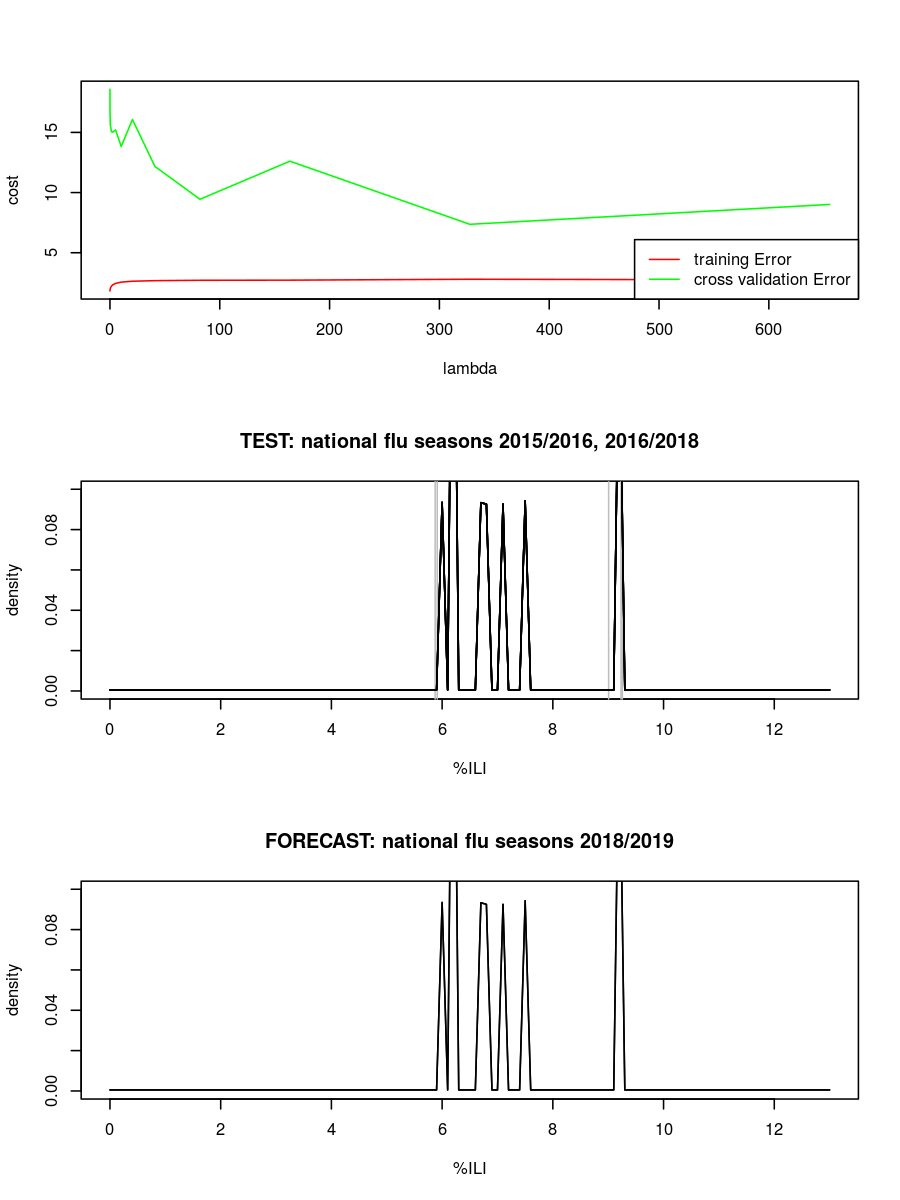 15
10
5
cost
training Error
cross validation Error
0 100 200 300 400 500 600
lambda
TEST: national flu seasons 2015/2016, 2016/2018
0.08
0.04
0.00
density
0 2 4 6 8 10 12
%ILI
FORECAST: national flu seasons 2018/2019
0.08
0.04
0.00
density
0 2 4 6 8 10 12
%ILI